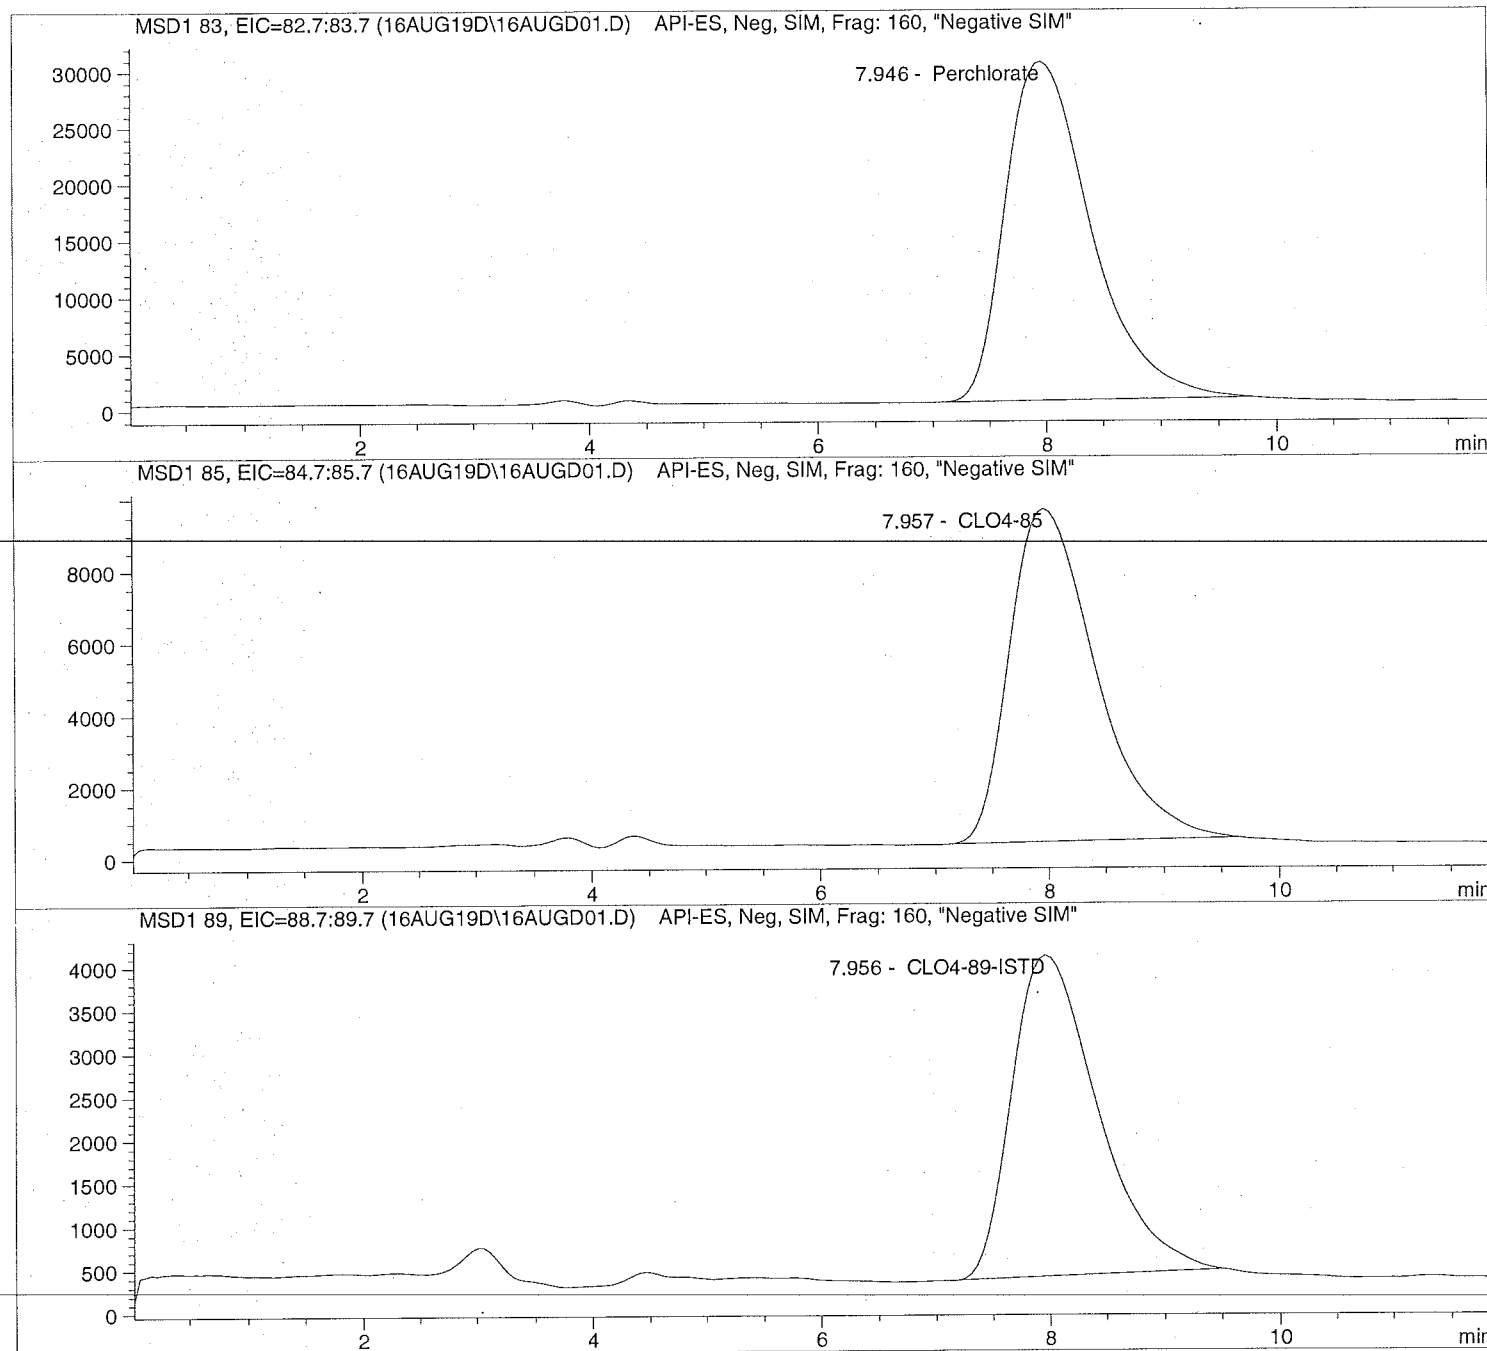 MSD1 83, EIC=82.7:83.7 (16AUG19D\16AUGD01.D) API-ES, Neg, SIM, Frag: 160, "Negative SIM"
7.946 - Perchlorate
30000
25000
20000
15000
10000
5000
0
2 4 6 8 10 min
MSD1 85, EIC=84.7:85.7 (16AUG19D\16AUGD01.D) API-ES, Neg, SIM, Frag: 160, "Negative SIM"
7.957 - CLO4-85
8000
6000
4000
2000
0
2 4 6 8 10 min
MSD1 89, EIC=88.7:89.7 (16AUG19D\16AUGD01.D) API-ES, Neg, SIM, Frag: 160, "Negative SIM"
7.956 - CLO4-89-ISTD
4000
3500
3000
2500
2000
1500
1000
500
0
2 4 6 8 10 min